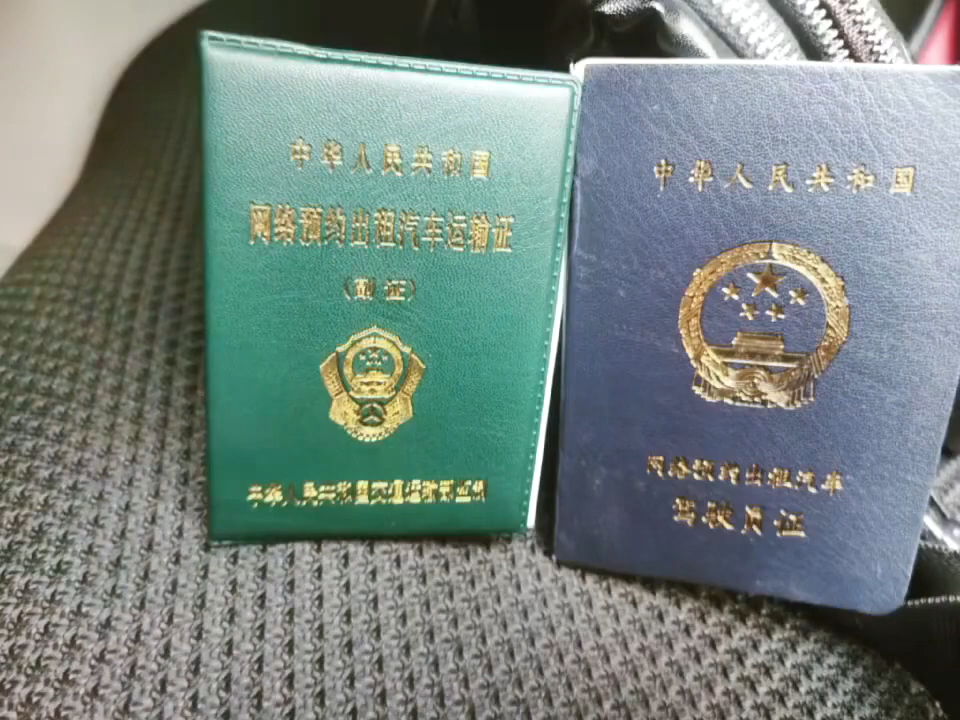 中华人民共和国
网络预约出租汽车运输证
(副证)
中华人民共和国交通运输部监制
中华人民共和国
网络预约出租汽车
驾驶员证